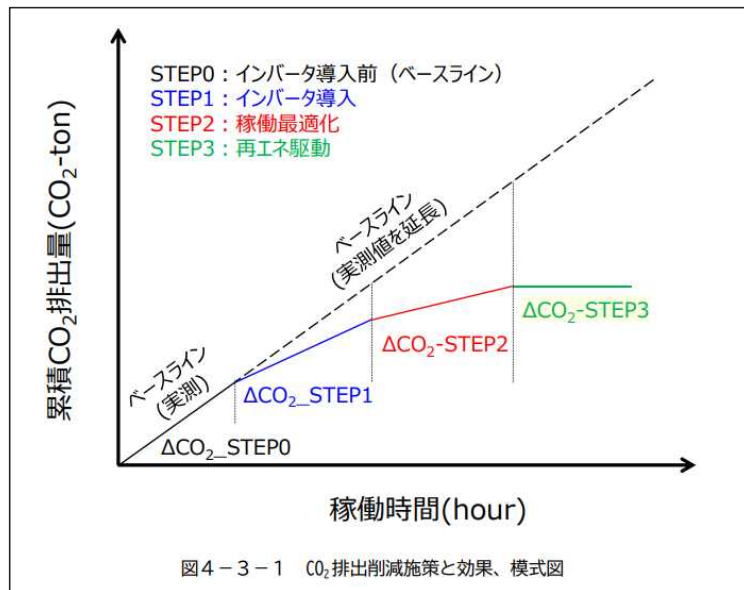 STEP0：インバータ導入前（ベースライン）
STEP1：インバータ導入
STEP2：稼働最適化
STEP3：再エネ駆動
累積CO₂排出量(CO₂-ton)
ベースライン
(実測値を延長)
ベースライン
(実測)
ΔCO₂-STEP3
ΔCO₂-STEP2
ΔCO₂_STEP1
ΔCO₂_STEP0
稼働時間(hour)
図４－３－１　CO₂排出削減施策と効果、模式図